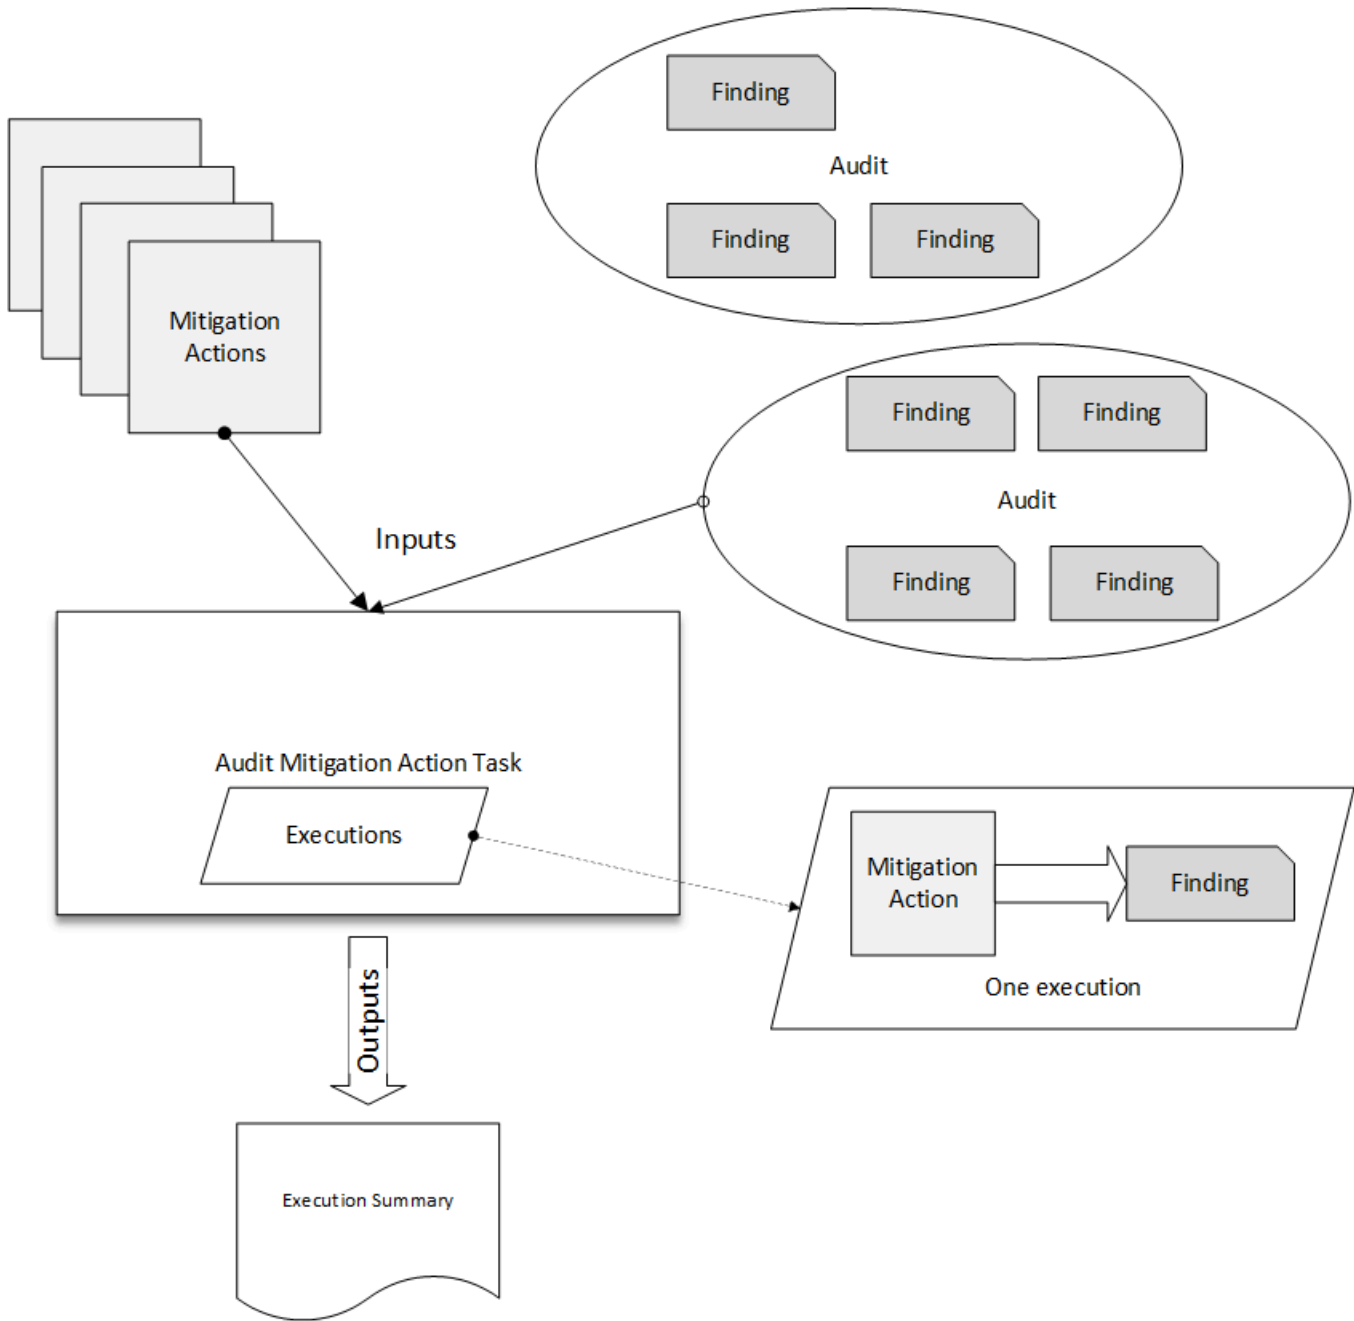 Finding
Audit
Finding
Finding
Mitigation
Actions
Finding
Finding
Audit
Inputs
Finding
Finding
Audit Mitigation Action Task
Executions
Mitigation
Action
Finding
One execution
Outputs
Execution Summary